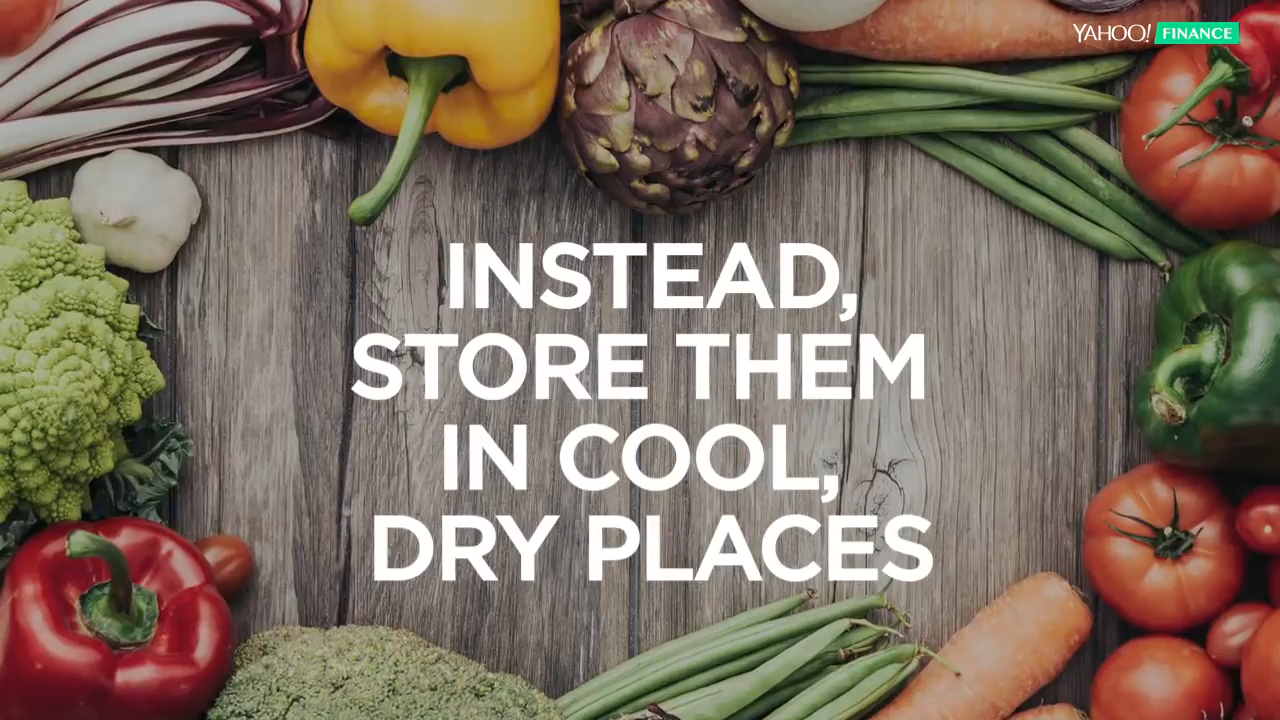 YAHOO! FINANCE
INSTEAD,
STORE THEM
IN COOL,
DRY PLACES